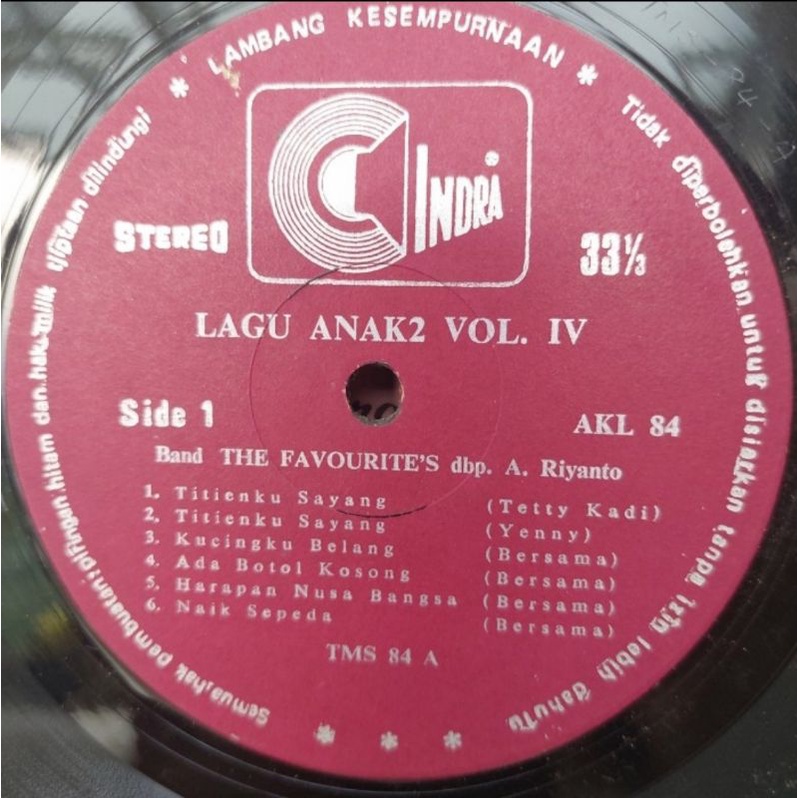 * LAMBANG KESEMPURNAAN *
INDRA
STEREO
33⅓
LAGU ANAK2 VOL. IV
Side 1
AKL 84
Band THE FAVOURITE'S dbp. A. Riyanto
1. Titienku Sayang (Tetty Kadi)
2. Titienku Sayang (Yenny)
3. Kucingku Belang (Bersama)
4. Ada Botol Kosong (Bersama)
5. Harapan Nusa Bangsa (Bersama)
6. Naik Sepeda (Bersama)
TMS 84 A
Semua hak pembuatan piringan hitam dan hak milik ciptaan dilindungi
Tidak diperbolehkan untuk disiarkan tanpa izin lebih dahulu
* * *